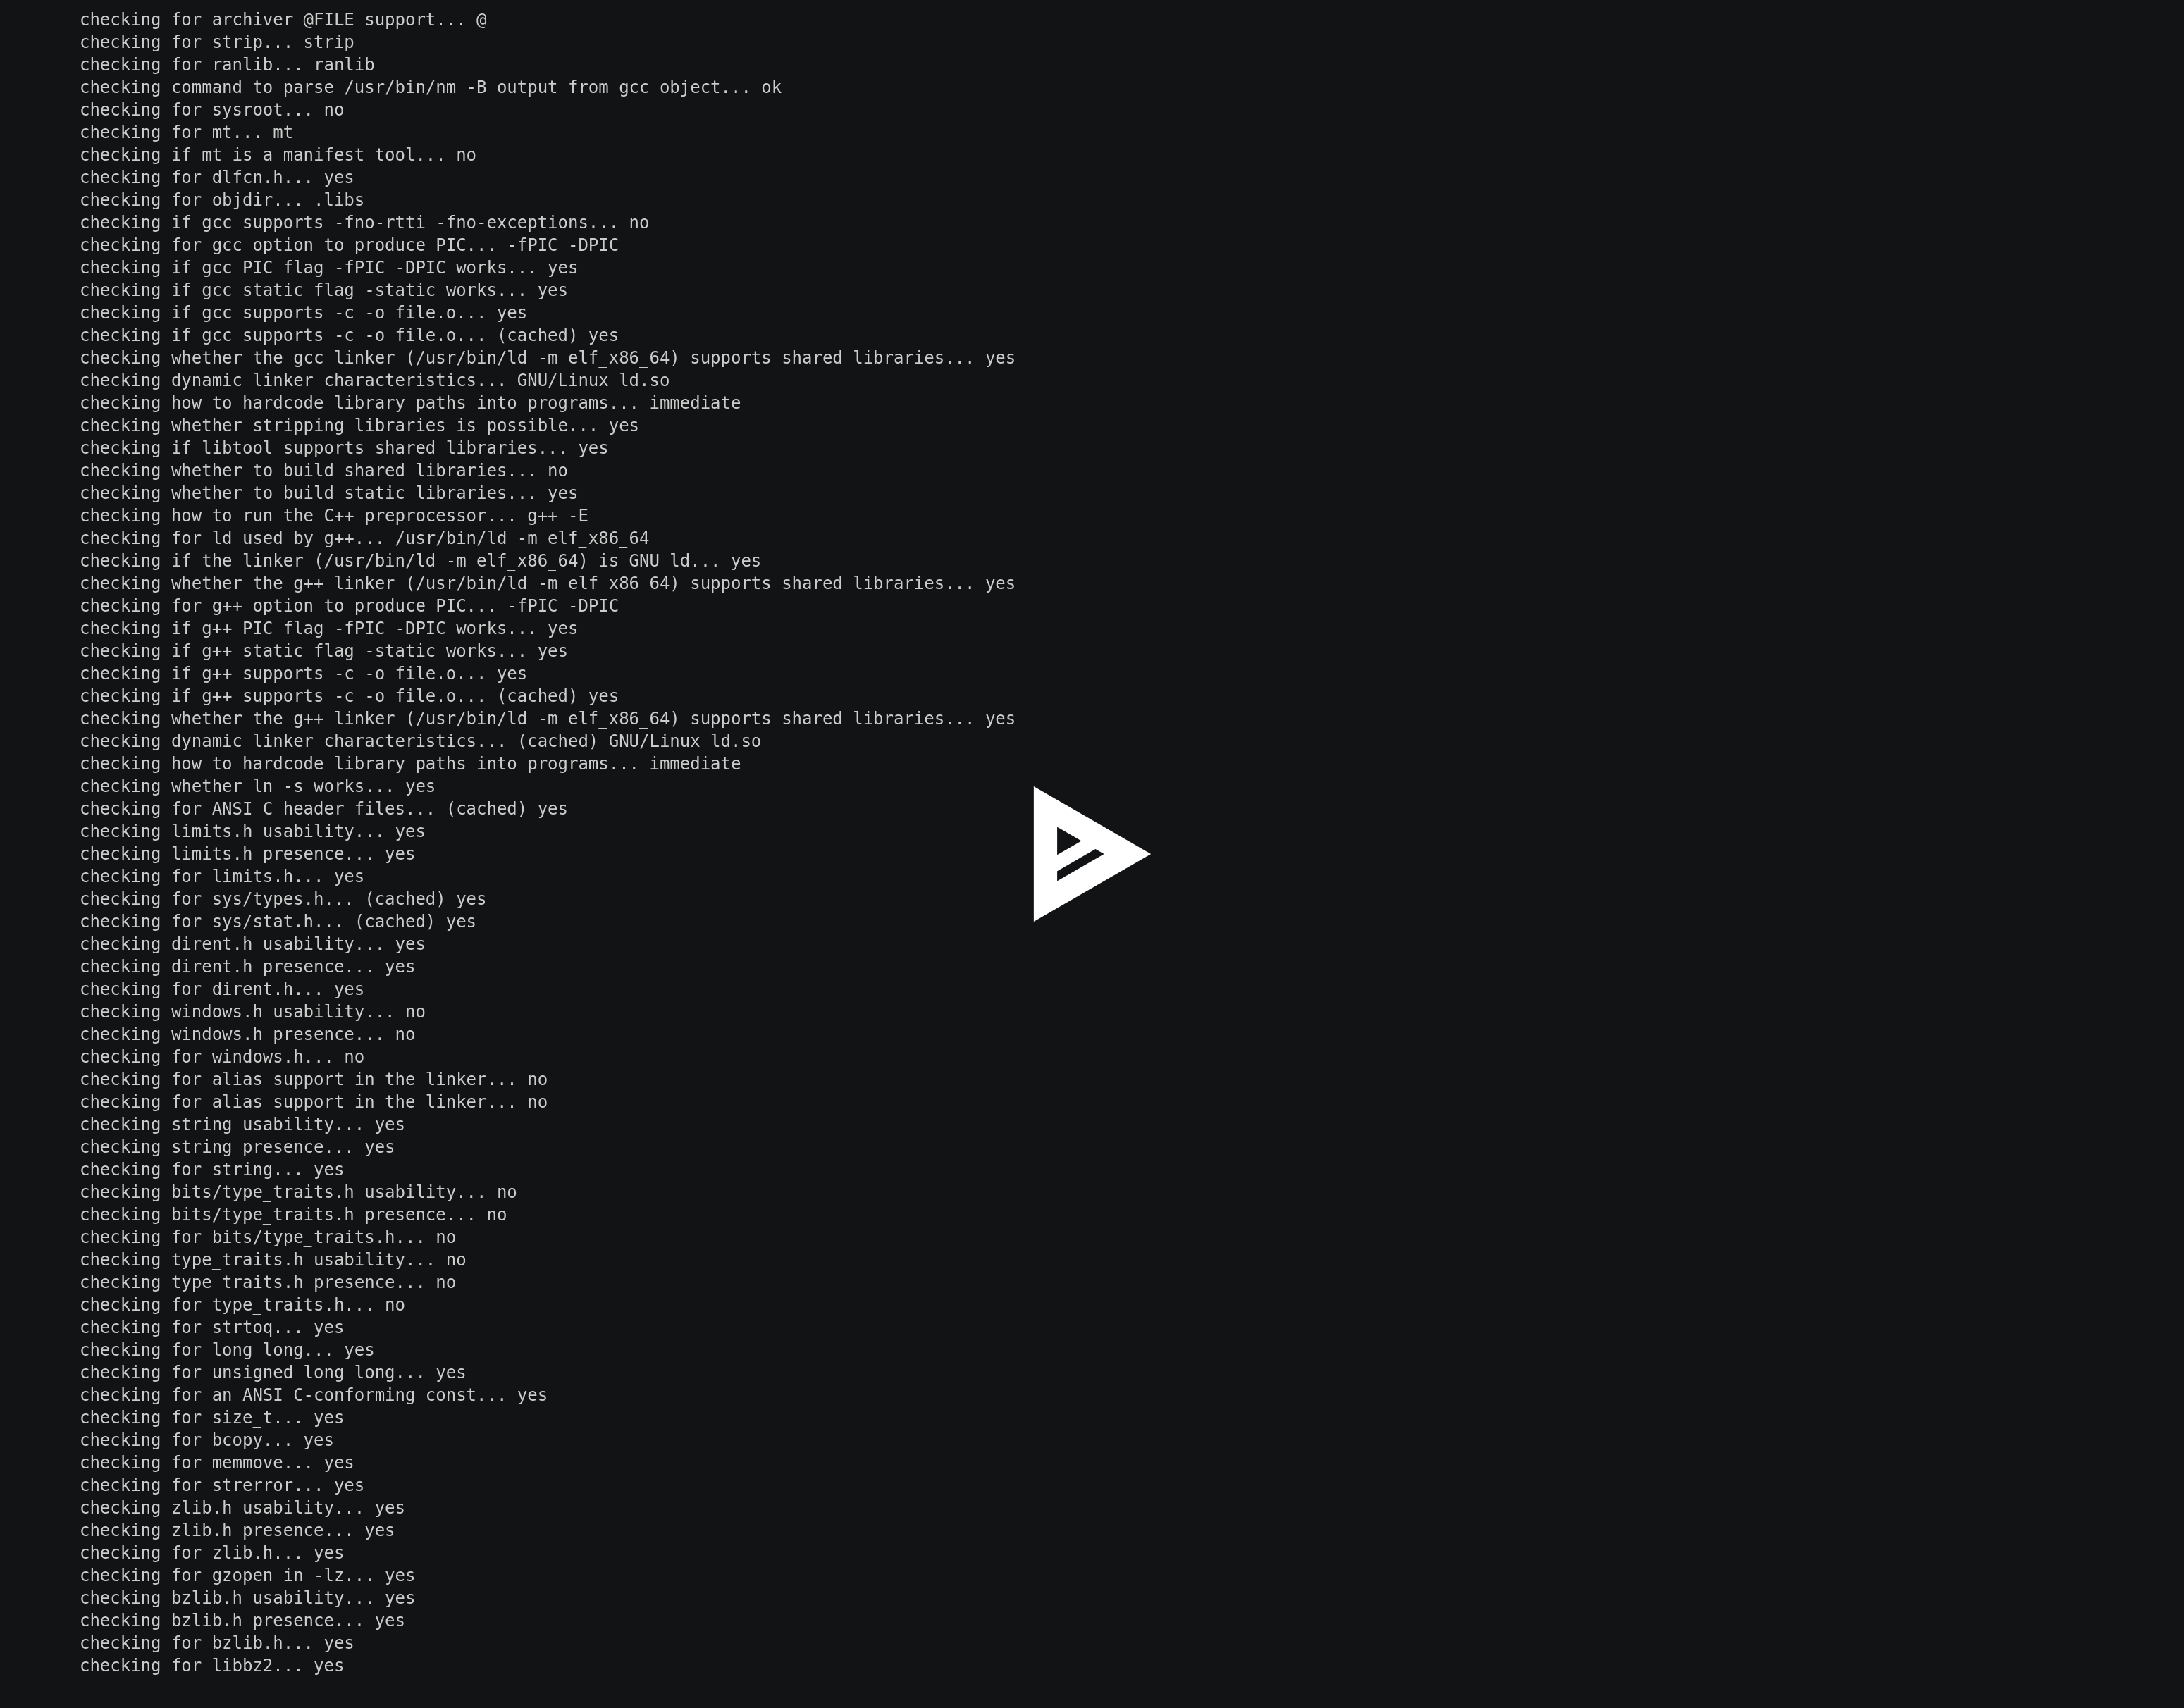 checking for archiver @FILE support... @
checking for strip... strip
checking for ranlib... ranlib
checking command to parse /usr/bin/nm -B output from gcc object... ok
checking for sysroot... no
checking for mt... mt
checking if mt is a manifest tool... no
checking for dlfcn.h... yes
checking for objdir... .libs
checking if gcc supports -fno-rtti -fno-exceptions... no
checking for gcc option to produce PIC... -fPIC -DPIC
checking if gcc PIC flag -fPIC -DPIC works... yes
checking if gcc static flag -static works... yes
checking if gcc supports -c -o file.o... yes
checking if gcc supports -c -o file.o... (cached) yes
checking whether the gcc linker (/usr/bin/ld -m elf_x86_64) supports shared libraries... yes
checking dynamic linker characteristics... GNU/Linux ld.so
checking how to hardcode library paths into programs... immediate
checking whether stripping libraries is possible... yes
checking if libtool supports shared libraries... yes
checking whether to build shared libraries... no
checking whether to build static libraries... yes
checking how to run the C++ preprocessor... g++ -E
checking for ld used by g++... /usr/bin/ld -m elf_x86_64
checking if the linker (/usr/bin/ld -m elf_x86_64) is GNU ld... yes
checking whether the g++ linker (/usr/bin/ld -m elf_x86_64) supports shared libraries... yes
checking for g++ option to produce PIC... -fPIC -DPIC
checking if g++ PIC flag -fPIC -DPIC works... yes
checking if g++ static flag -static works... yes
checking if g++ supports -c -o file.o... yes
checking if g++ supports -c -o file.o... (cached) yes
checking whether the g++ linker (/usr/bin/ld -m elf_x86_64) supports shared libraries... yes
checking dynamic linker characteristics... (cached) GNU/Linux ld.so
checking how to hardcode library paths into programs... immediate
checking whether ln -s works... yes
checking for ANSI C header files... (cached) yes
checking limits.h usability... yes
checking limits.h presence... yes
checking for limits.h... yes
checking for sys/types.h... (cached) yes
checking for sys/stat.h... (cached) yes
checking dirent.h usability... yes
checking dirent.h presence... yes
checking for dirent.h... yes
checking windows.h usability... no
checking windows.h presence... no
checking for windows.h... no
checking for alias support in the linker... no
checking for alias support in the linker... no
checking string usability... yes
checking string presence... yes
checking for string... yes
checking bits/type_traits.h usability... no
checking bits/type_traits.h presence... no
checking for bits/type_traits.h... no
checking type_traits.h usability... no
checking type_traits.h presence... no
checking for type_traits.h... no
checking for strtoq... yes
checking for long long... yes
checking for unsigned long long... yes
checking for an ANSI C-conforming const... yes
checking for size_t... yes
checking for bcopy... yes
checking for memmove... yes
checking for strerror... yes
checking zlib.h usability... yes
checking zlib.h presence... yes
checking for zlib.h... yes
checking for gzopen in -lz... yes
checking bzlib.h usability... yes
checking bzlib.h presence... yes
checking for bzlib.h... yes
checking for libbz2... yes